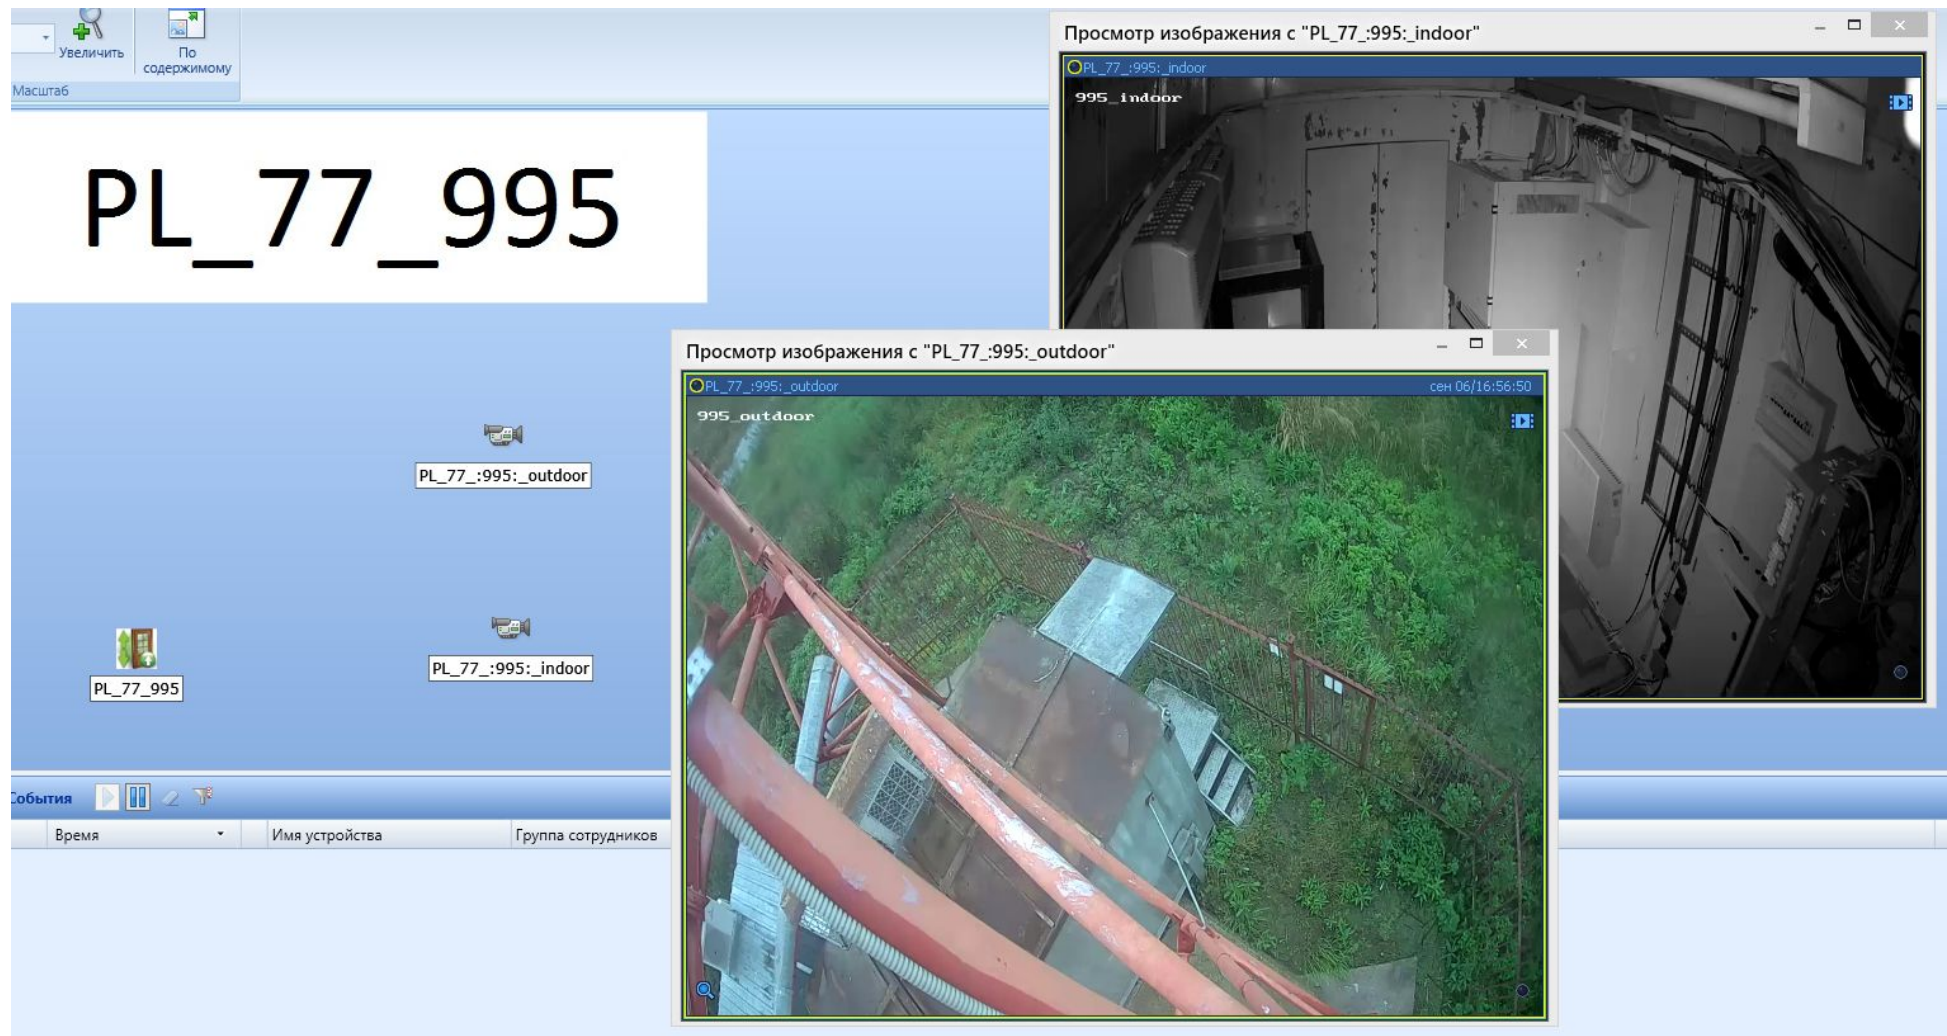 Увеличить
По
содержимому
Масштаб
PL_77_995
Просмотр изображения с "PL_77_:995:_indoor"
PL_77_:995:_indoor
995_indoor
Просмотр изображения с "PL_77_:995:_outdoor"
PL_77_:995:_outdoor
сен 06/16:56:50
995_outdoor
PL_77_:995:_outdoor
PL_77_:995:_indoor
PL_77_995
События
Время
Имя устройства
Группа сотрудников